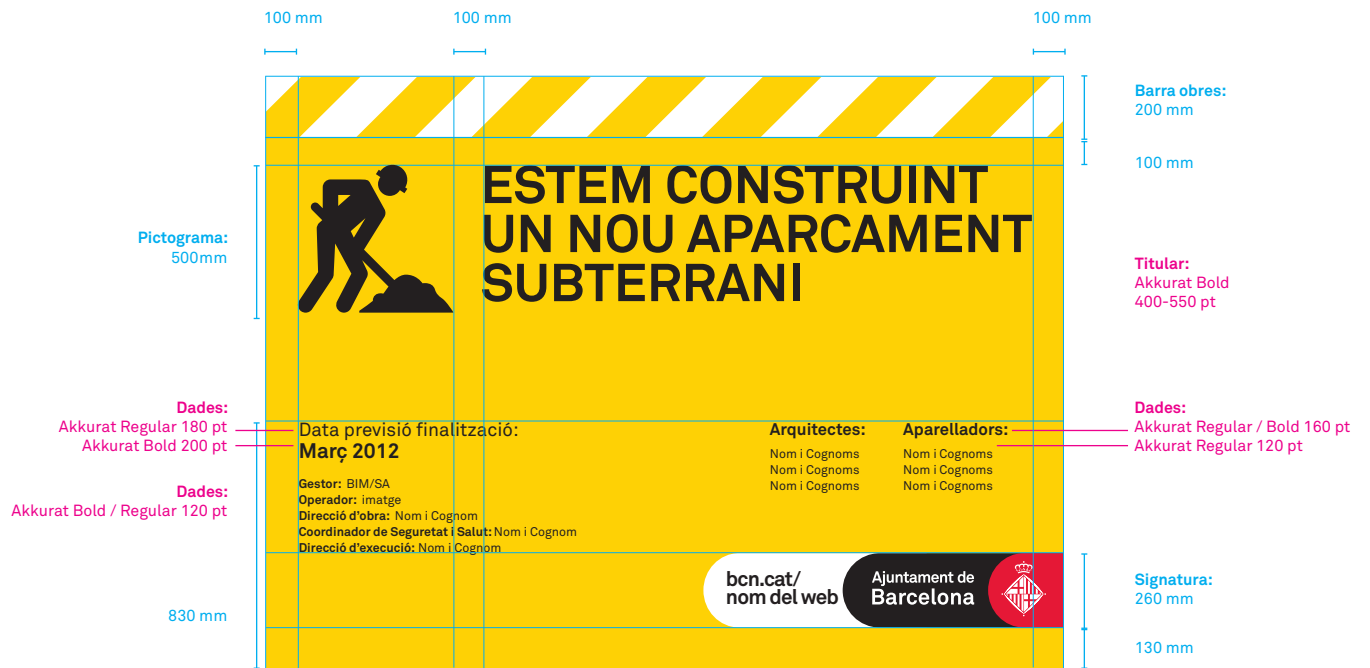 100 mm
100 mm
100 mm
Barra obres:
200 mm
100 mm
Pictograma:
500mm
ESTEM CONSTRUINT
UN NOU APARCAMENT
SUBTERRANI
Titular:
Akkurat Bold
400-550 pt
Dades:
Akkurat Regular 180 pt
Akkurat Bold 200 pt
Dades:
Akkurat Bold / Regular 120 pt
830 mm
Data previsió finalització:
Març 2012
Gestor: BIM/SA
Operador: imatge
Direcció d'obra: Nom i Cognom
Coordinador de Seguretat i Salut: Nom i Cognom
Direcció d'execució: Nom i Cognom
Arquitectes:
Nom i Cognoms
Nom i Cognoms
Nom i Cognoms
Aparelladors:
Nom i Cognoms
Nom i Cognoms
Nom i Cognoms
Dades:
Akkurat Regular / Bold 160 pt
Akkurat Regular 120 pt
bcn.cat/
nom del web
Ajuntament de
Barcelona
Signatura:
260 mm
130 mm